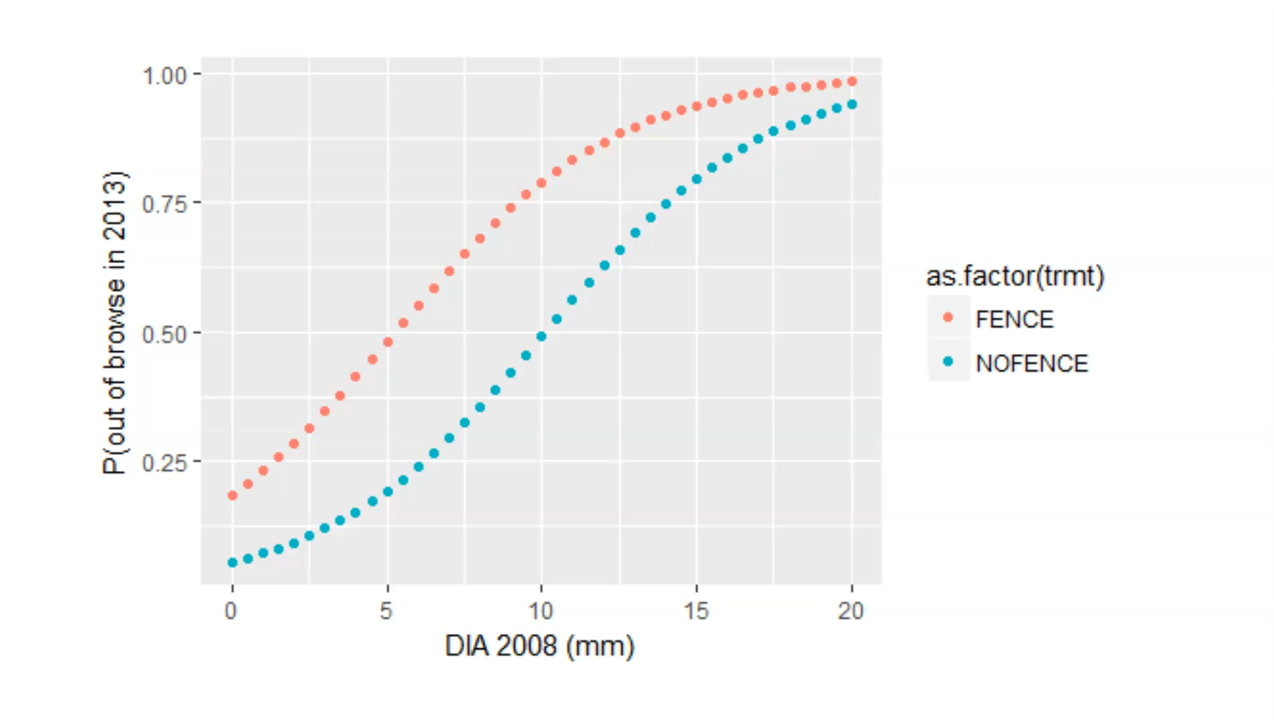 1.00
0.75
0.50
0.25
P(out of browse in 2013)
0 5 10 15 20
DIA 2008 (mm)
as.factor(trmt)
FENCE
NOFENCE